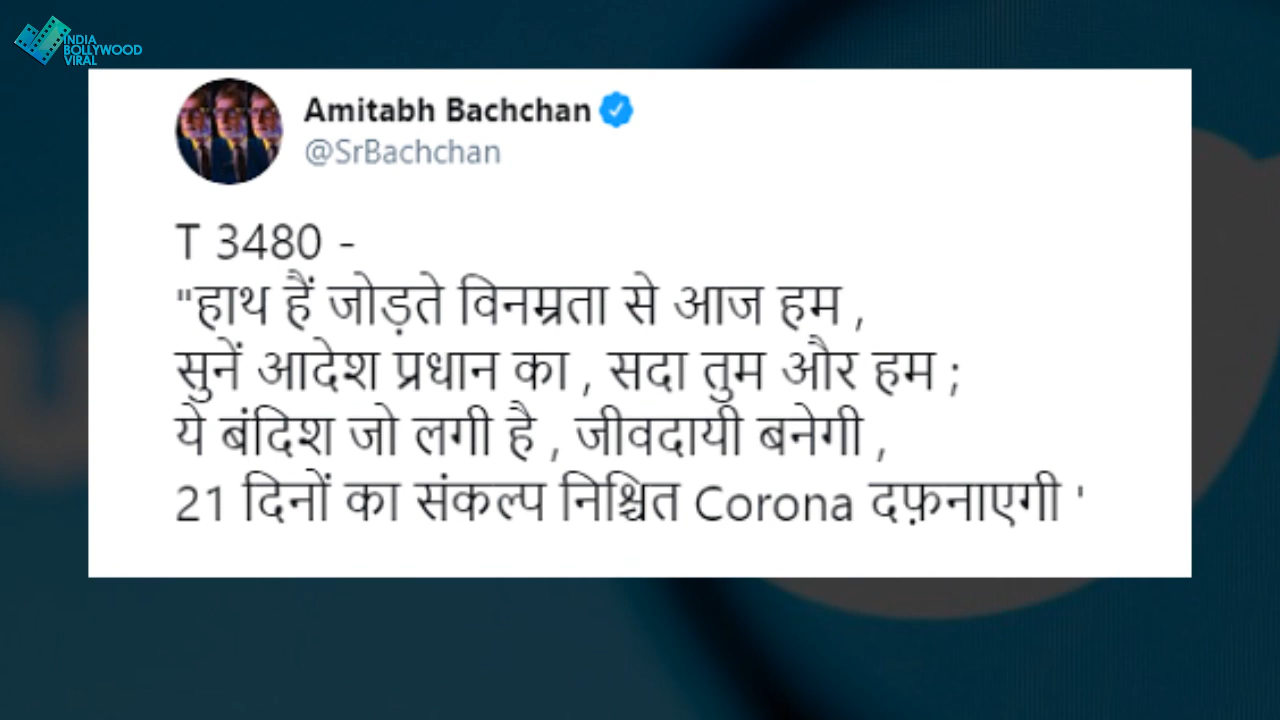 INDIA
BOLLYWOOD
VIRAL
Amitabh Bachchan
@SrBachchan
T 3480 -
"हाथ हैं जोड़ते विनम्रता से आज हम ,
सुनें आदेश प्रधान का , सदा तुम और हम ;
ये बंदिश जो लगी है , जीवदायी बनेगी ,
21 दिनों का संकल्प निश्चित Corona दफ़नाएगी '